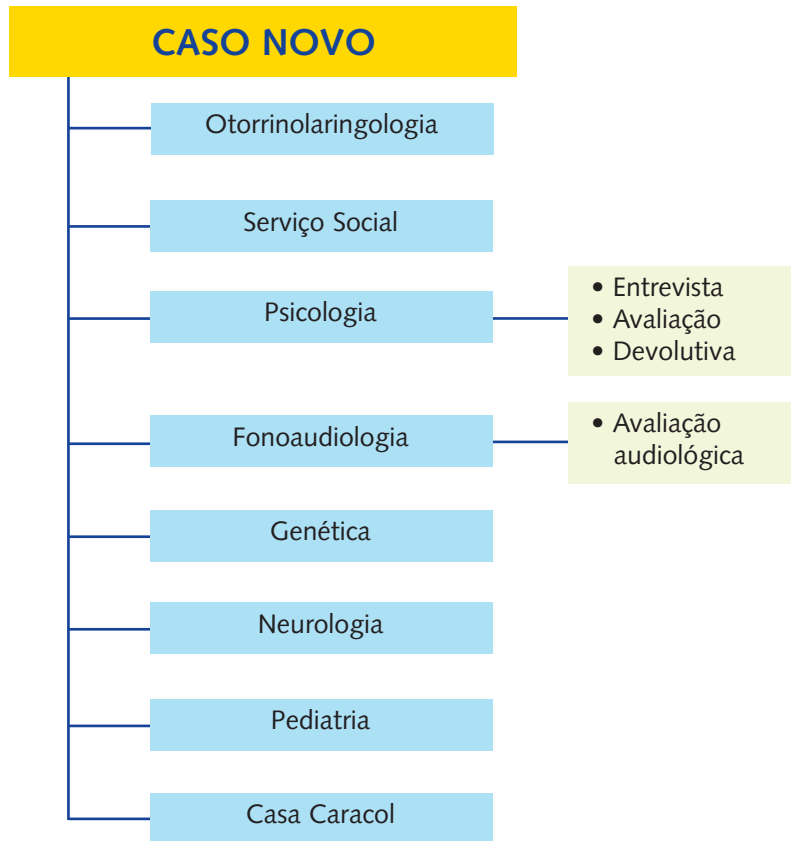 CASO NOVO
Otorrinolaringologia
Serviço Social
Psicologia
• Entrevista
• Avaliação
• Devolutiva
Fonoaudiologia
• Avaliação
audiológica
Genética
Neurologia
Pediatria
Casa Caracol